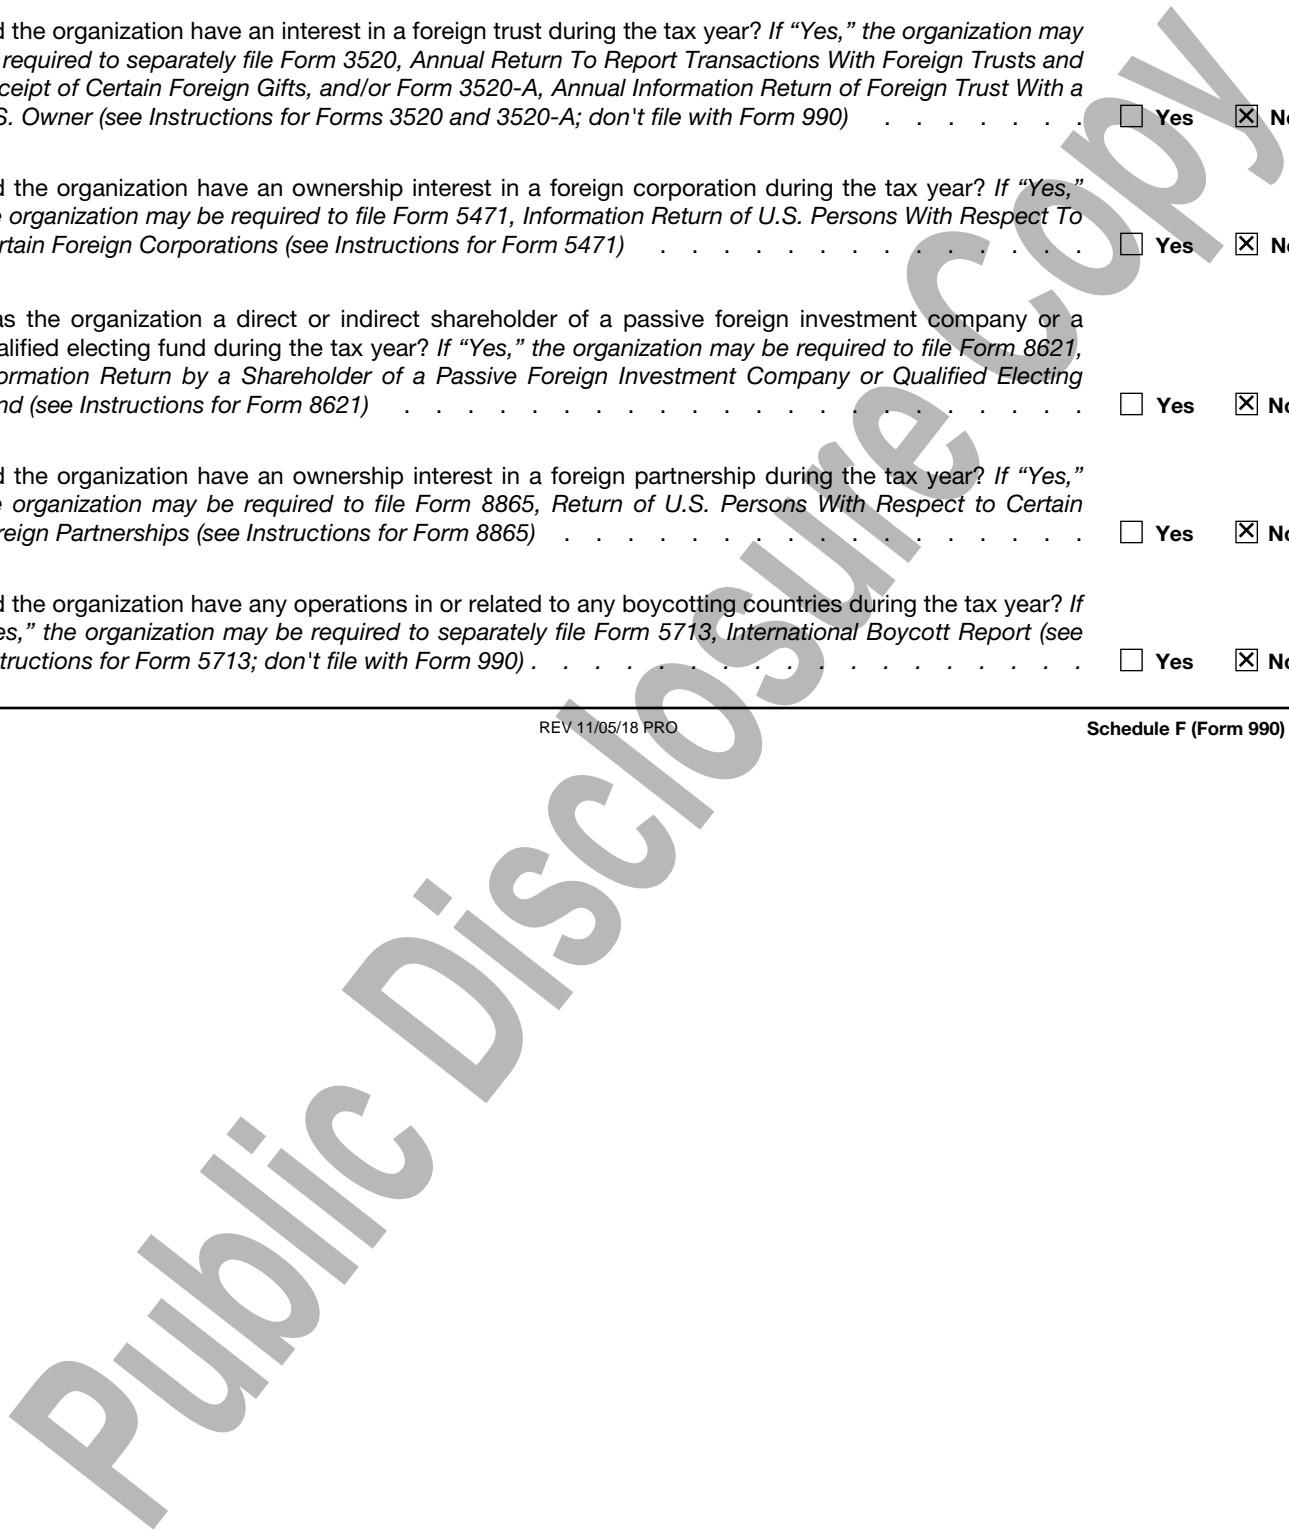 d the organization have an interest in a foreign trust during the tax year? If “Yes,” the organization may
required to separately file Form 3520, Annual Return To Report Transactions With Foreign Trusts and
ceipt of Certain Foreign Gifts, and/or Form 3520-A, Annual Information Return of Foreign Trust With a
S. Owner (see Instructions for Forms 3520 and 3520-A; don't file with Form 990) . . . . . . . ☐ Yes ☒ No
d the organization have an ownership interest in a foreign corporation during the tax year? If “Yes,”
e organization may be required to file Form 5471, Information Return of U.S. Persons With Respect To
rtain Foreign Corporations (see Instructions for Form 5471) . . . . . . . . . . . . . . ☐ Yes ☒ No
as the organization a direct or indirect shareholder of a passive foreign investment company or a
alified electing fund during the tax year? If “Yes,” the organization may be required to file Form 8621,
ormation Return by a Shareholder of a Passive Foreign Investment Company or Qualified Electing
nd (see Instructions for Form 8621) . . . . . . . . . . . . . . . . . . . . . . ☐ Yes ☒ No
d the organization have an ownership interest in a foreign partnership during the tax year? If “Yes,”
e organization may be required to file Form 8865, Return of U.S. Persons With Respect to Certain
reign Partnerships (see Instructions for Form 8865) . . . . . . . . . . . . . . . . . ☐ Yes ☒ No
d the organization have any operations in or related to any boycotting countries during the tax year? If
es,” the organization may be required to separately file Form 5713, International Boycott Report (see
tructions for Form 5713; don't file with Form 990) . . . . . . . . . . . . . . . . . . ☐ Yes ☒ No
REV 11/05/18 PRO Schedule F (Form 990)
Public Disclosure Copy